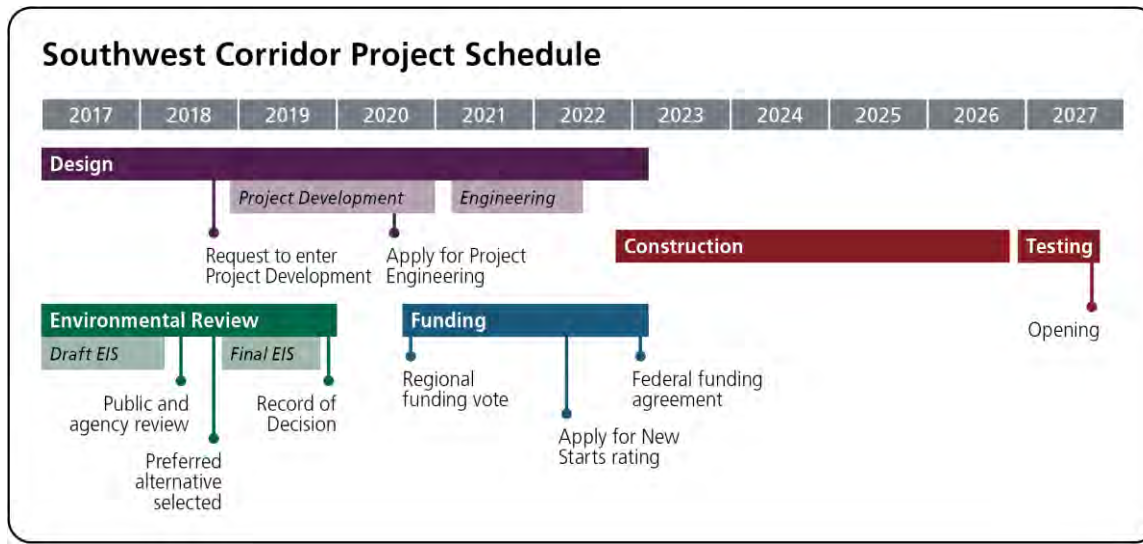 Southwest Corridor Project Schedule
2017 2018 2019 2020 2021 2022 2023 2024 2025 2026 2027
Design
Project Development
Engineering
Request to enter
Project Development
Apply for Project
Engineering
Construction
Testing
Opening
Environmental Review
Draft EIS
Final EIS
Public and
agency review
Preferred
alternative
selected
Record of
Decision
Funding
Regional
funding vote
Apply for New
Starts rating
Federal funding
agreement